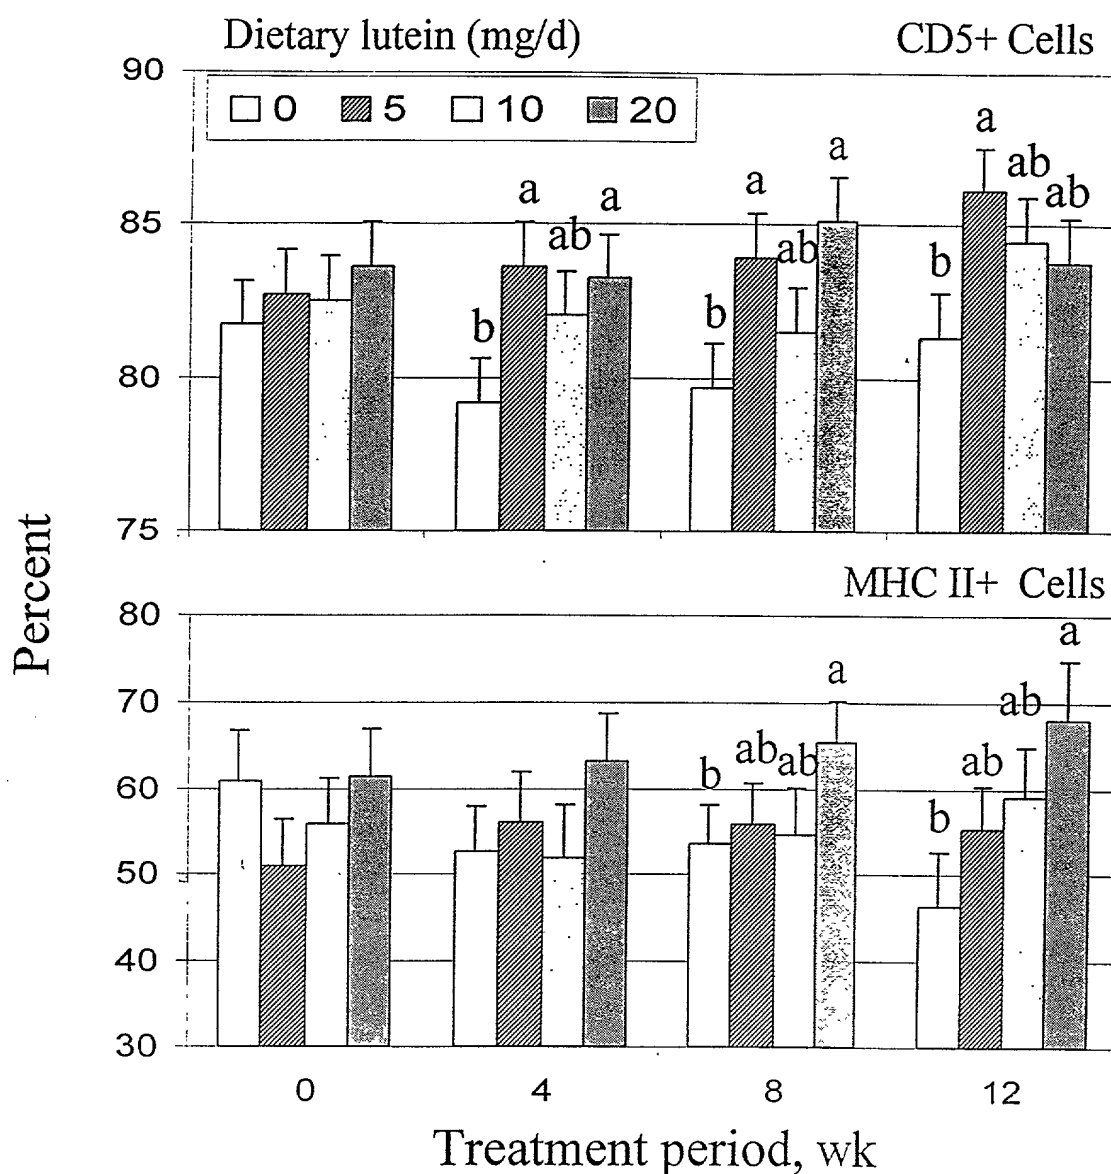 Dietary lutein (mg/d) CD5+ Cells
90
0 5 10 20
a
a a a ab
85 a ab
ab ab
b
b b
80
75
MHC II+ Cells
80
a
a
70 ab
ab ab ab
b
60
b
50
40
30
0 4 8 12
Percent
Treatment period, wk